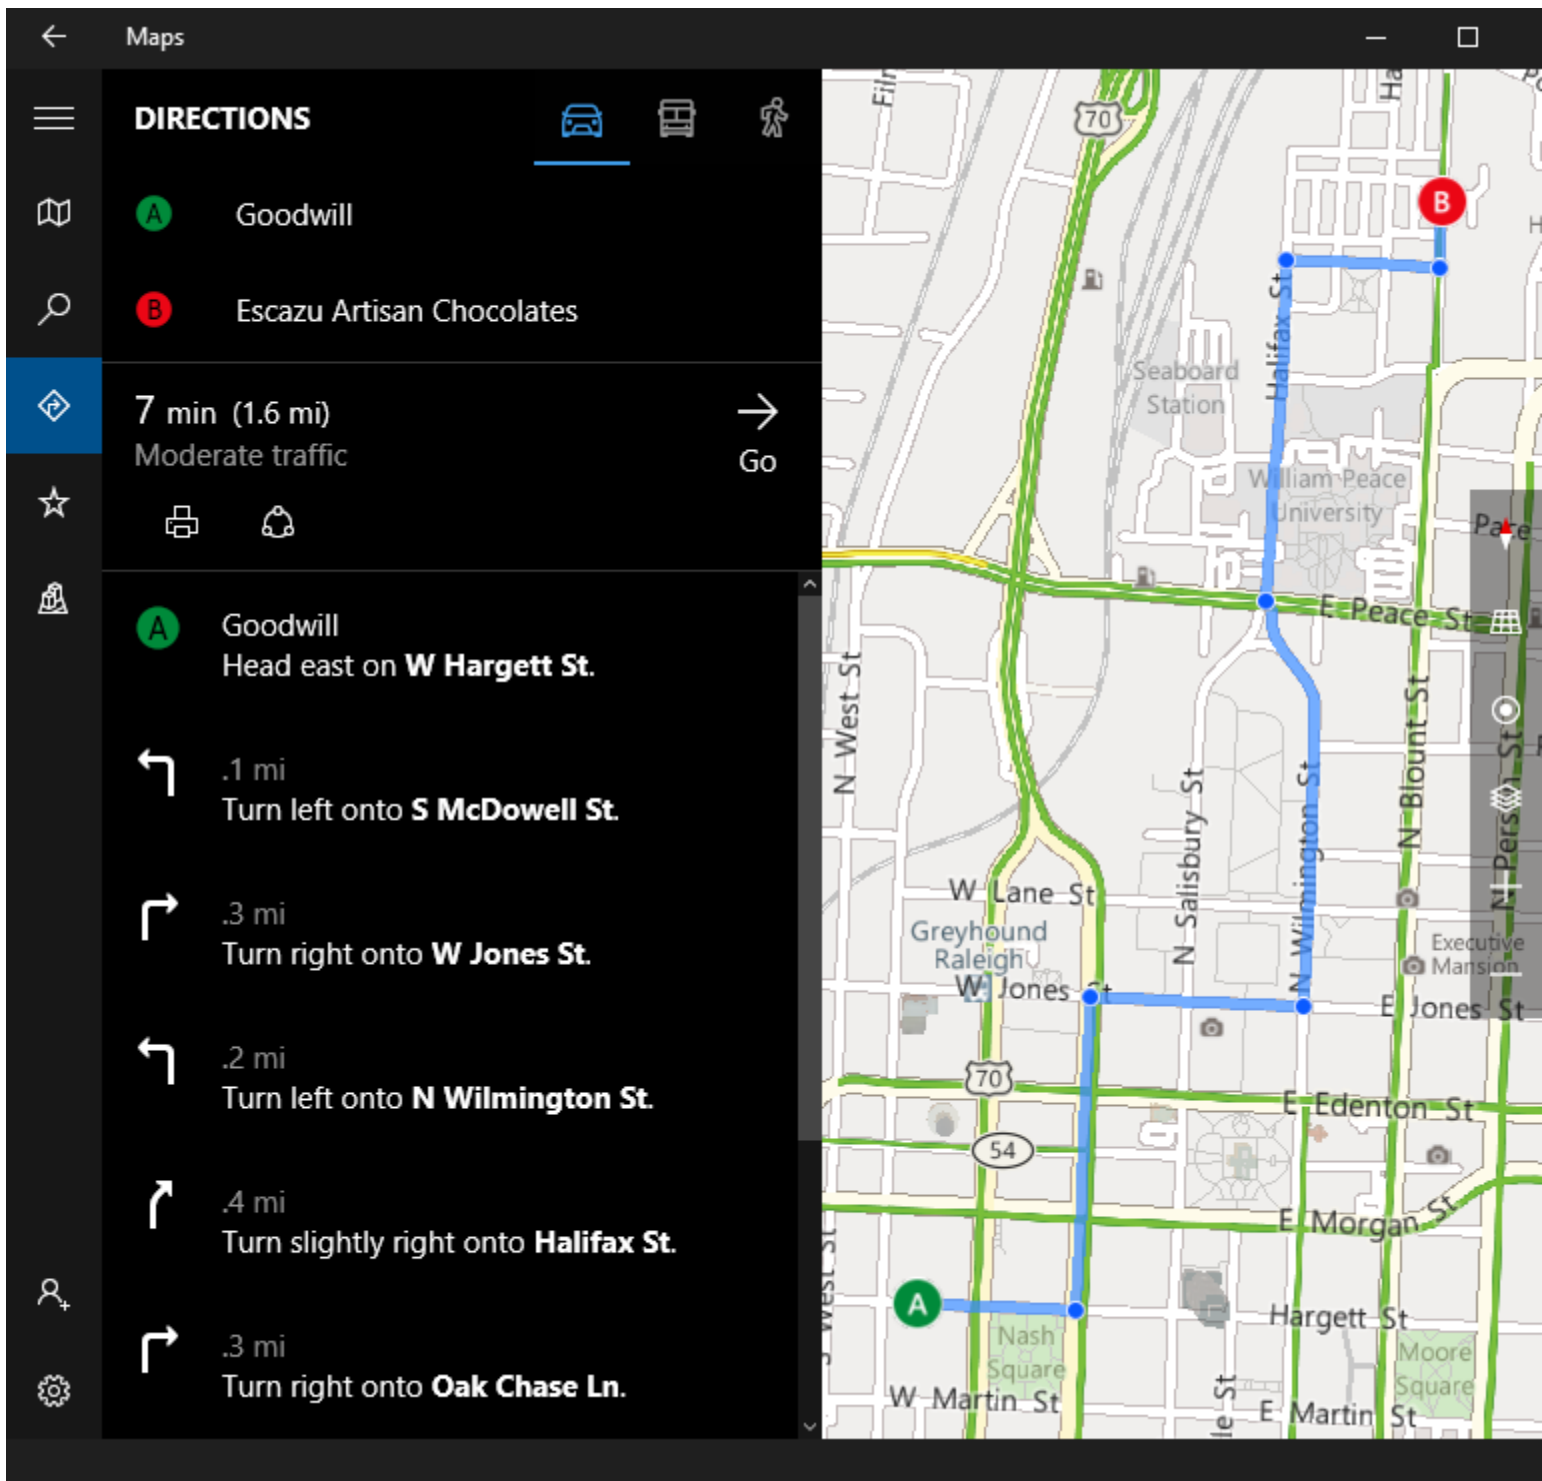 Maps
DIRECTIONS
A
Goodwill
B
Escazu Artisan Chocolates
7 min (1.6 mi)
Moderate traffic
Go
A
Goodwill
Head east on W Hargett St.
.1 mi
Turn left onto S McDowell St.
.3 mi
Turn right onto W Jones St.
.2 mi
Turn left onto N Wilmington St.
.4 mi
Turn slightly right onto Halifax St.
.3 mi
Turn right onto Oak Chase Ln.
70
B
Halifax St
Seaboard
Station
William Peace
University
Pace
E Peace St
N West St
N Blount St
N Person St
N Salisbury St
N Wilmington St
W Lane St
Greyhound
Raleigh
Executive
Mansion
W Jones St
E Jones St
70
E Edenton St
54
E Morgan St
S West St
A
Hargett St
Nash
Square
Moore
Square
W Martin St
E Martin St